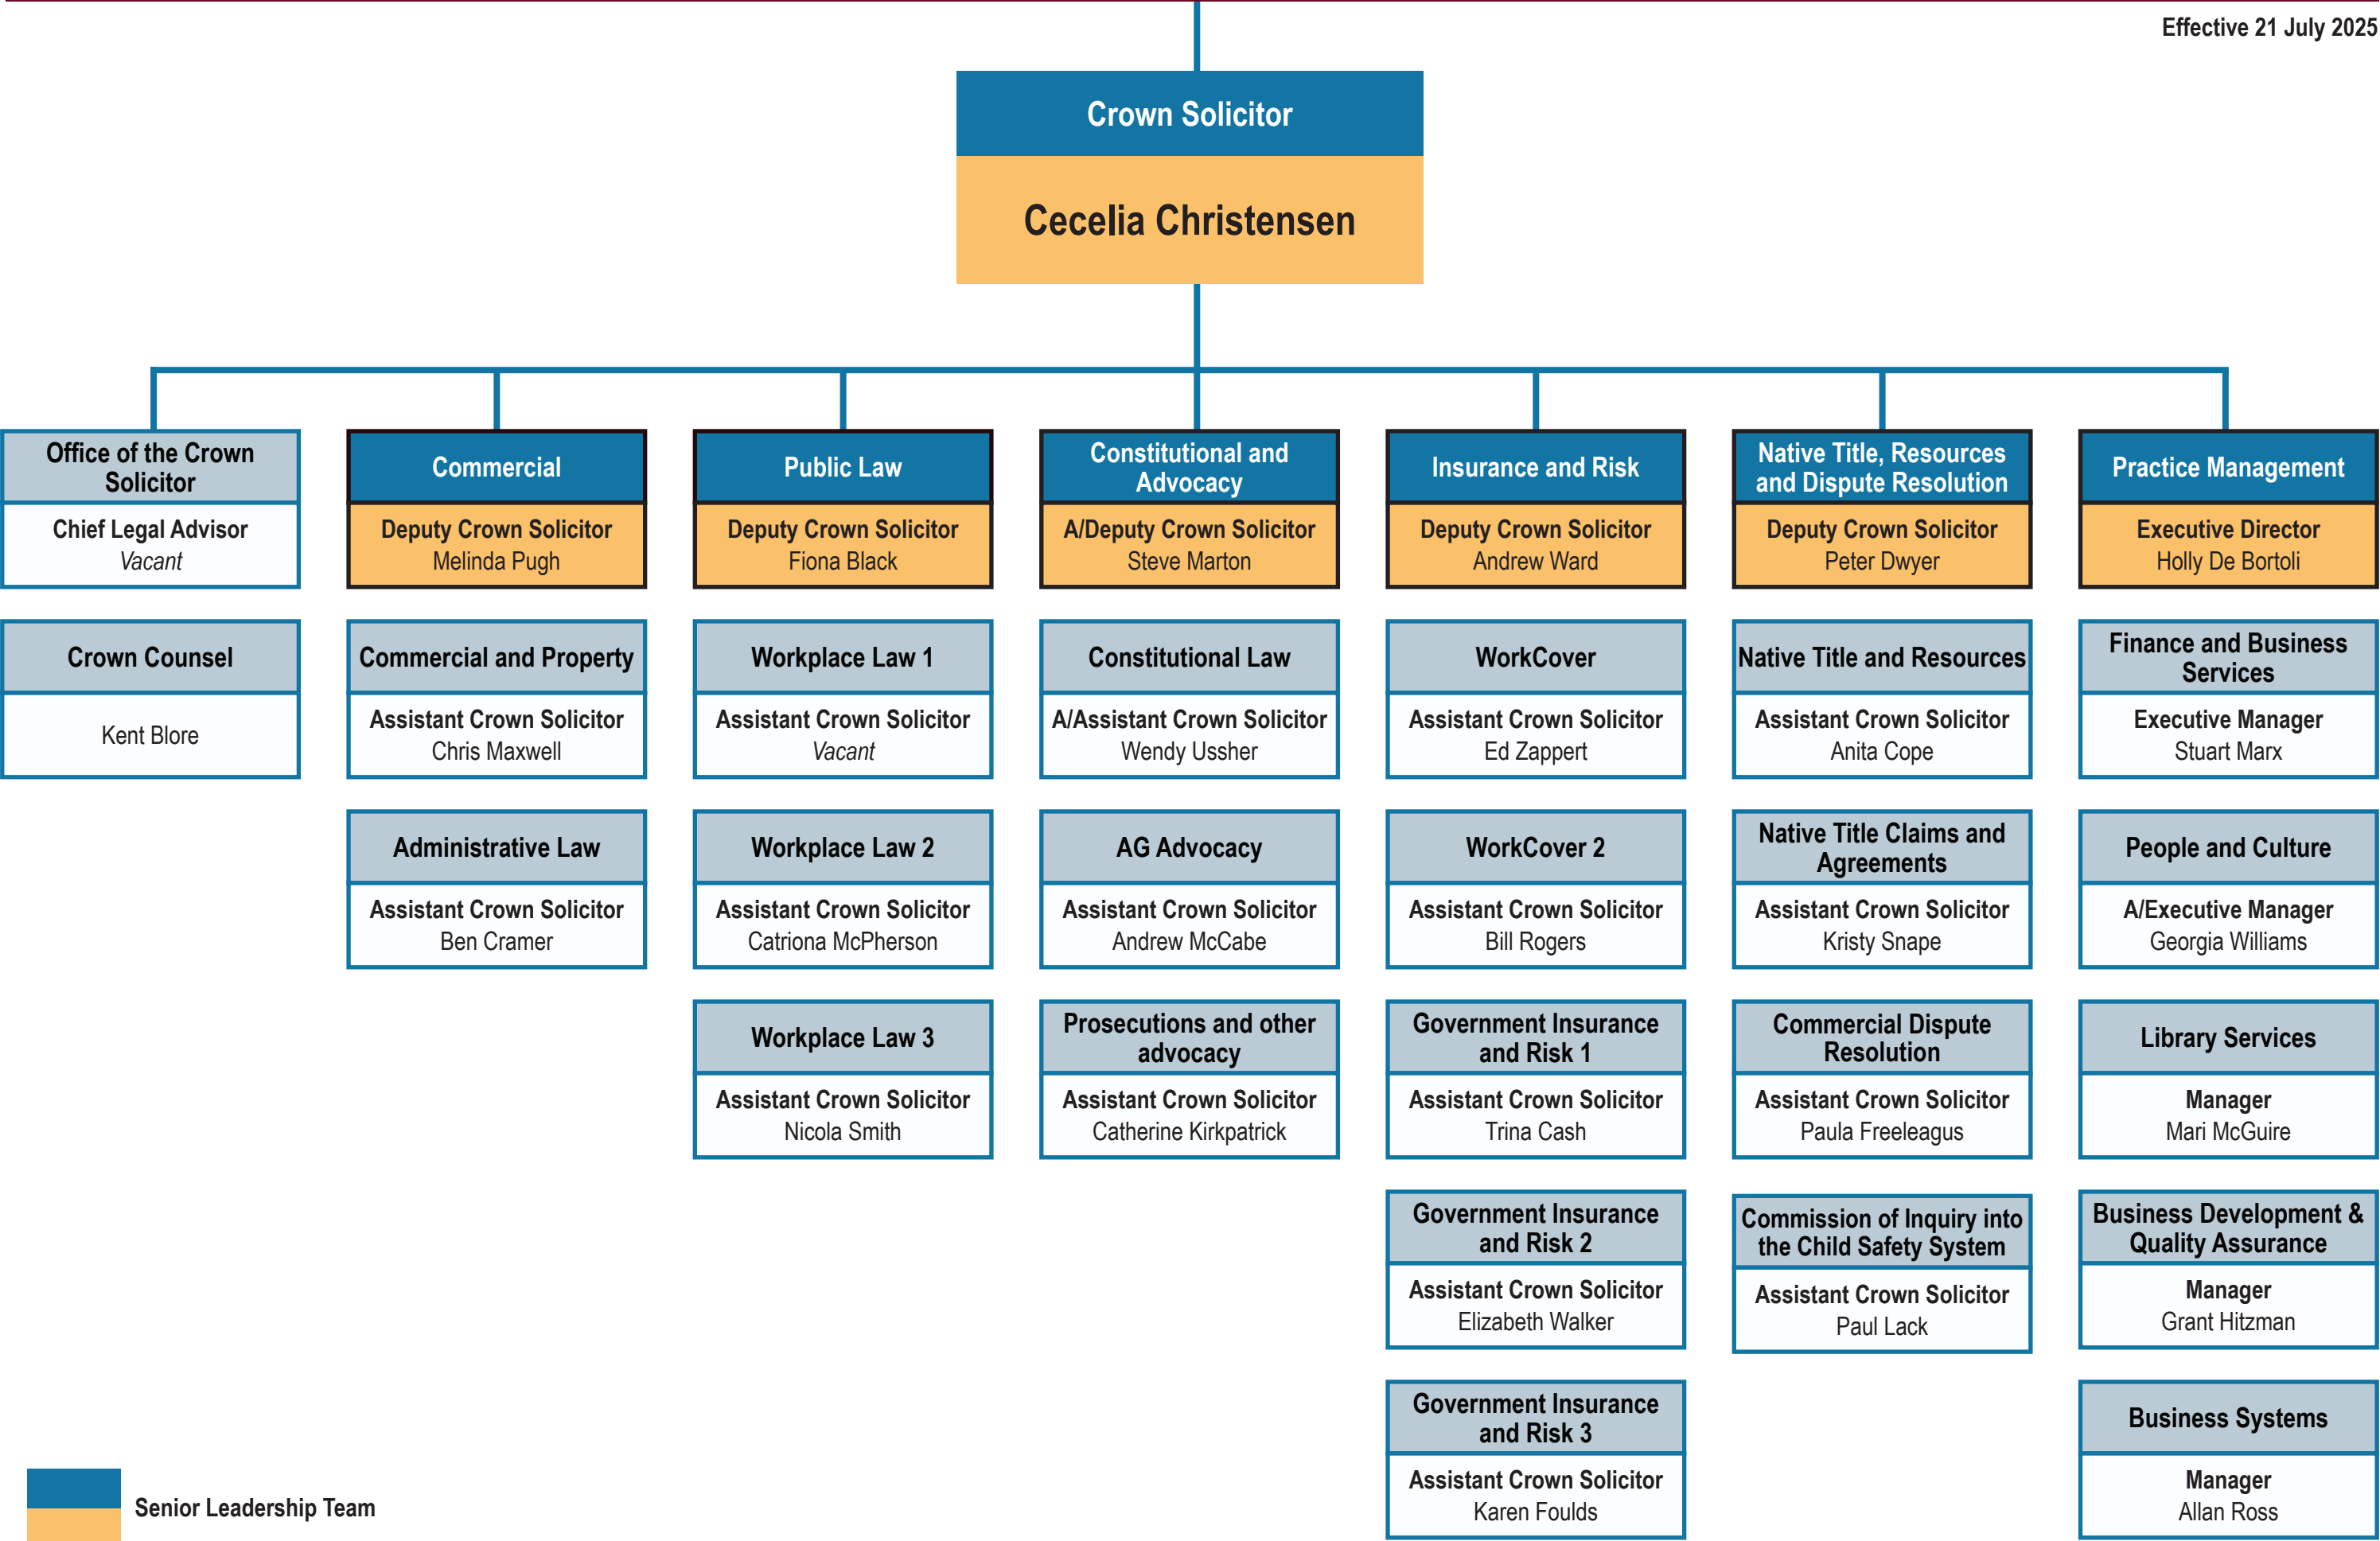 Effective 21 July 2025
Crown Solicitor
Cecelia Christensen
Office of the Crown
Solicitor
Chief Legal Advisor
Vacant
Crown Counsel
Kent Blore
Commercial
Deputy Crown Solicitor
Melinda Pugh
Commercial and Property
Assistant Crown Solicitor
Chris Maxwell
Administrative Law
Assistant Crown Solicitor
Ben Cramer
Public Law
Deputy Crown Solicitor
Fiona Black
Workplace Law 1
Assistant Crown Solicitor
Vacant
Workplace Law 2
Assistant Crown Solicitor
Catriona McPherson
Workplace Law 3
Assistant Crown Solicitor
Nicola Smith
Constitutional and
Advocacy
A/Deputy Crown Solicitor
Steve Marton
Constitutional Law
A/Assistant Crown Solicitor
Wendy Ussher
AG Advocacy
Assistant Crown Solicitor
Andrew McCabe
Prosecutions and other
advocacy
Assistant Crown Solicitor
Catherine Kirkpatrick
Insurance and Risk
Deputy Crown Solicitor
Andrew Ward
WorkCover
Assistant Crown Solicitor
Ed Zappert
WorkCover 2
Assistant Crown Solicitor
Bill Rogers
Government Insurance
and Risk 1
Assistant Crown Solicitor
Trina Cash
Government Insurance
and Risk 2
Assistant Crown Solicitor
Elizabeth Walker
Government Insurance
and Risk 3
Assistant Crown Solicitor
Karen Foulds
Native Title, Resources
and Dispute Resolution
Deputy Crown Solicitor
Peter Dwyer
Native Title and Resources
Assistant Crown Solicitor
Anita Cope
Native Title Claims and
Agreements
Assistant Crown Solicitor
Kristy Snape
Commercial Dispute
Resolution
Assistant Crown Solicitor
Paula Freeleagus
Commission of Inquiry into
the Child Safety System
Assistant Crown Solicitor
Paul Lack
Practice Management
Executive Director
Holly De Bortoli
Finance and Business
Services
Executive Manager
Stuart Marx
People and Culture
A/Executive Manager
Georgia Williams
Library Services
Manager
Mari McGuire
Business Development &
Quality Assurance
Manager
Grant Hitzman
Business Systems
Manager
Allan Ross
Senior Leadership Team